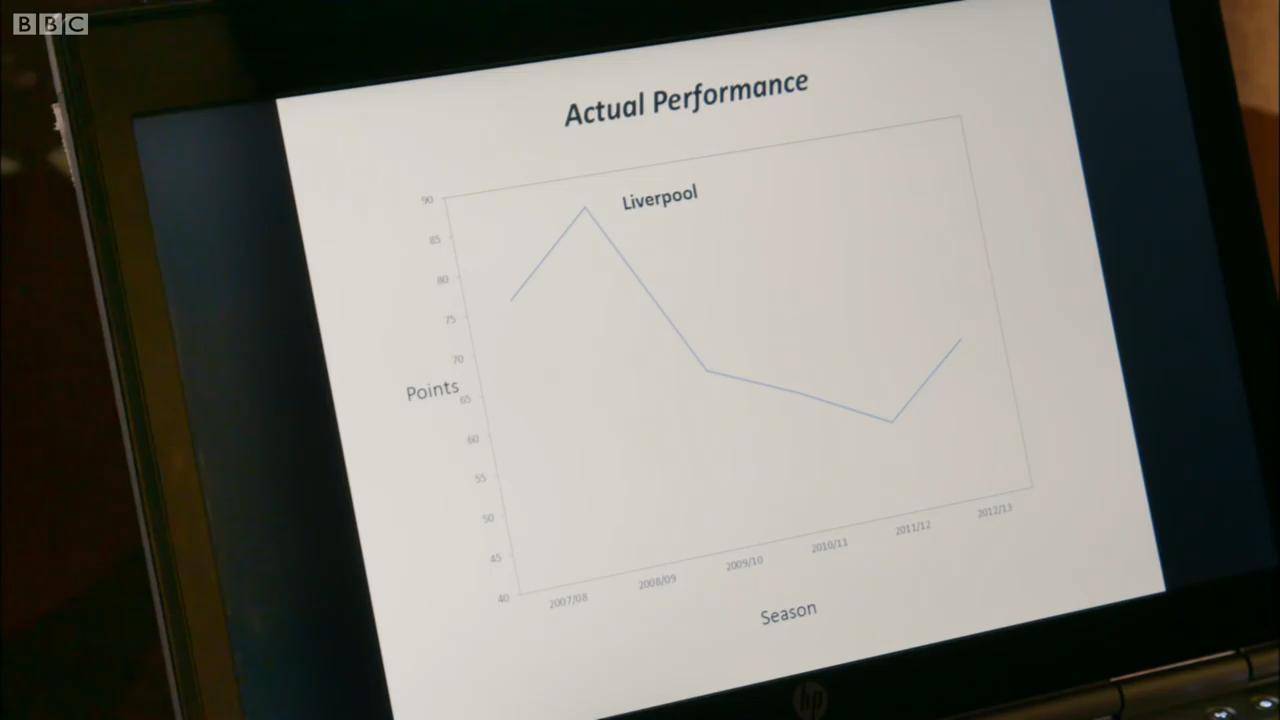 BBC
Actual Performance
Liverpool
90
85
80
75
70
65
60
55
50
45
40
Points
2007/08
2008/09
2009/10
2010/11
2011/12
2012/13
Season
hp